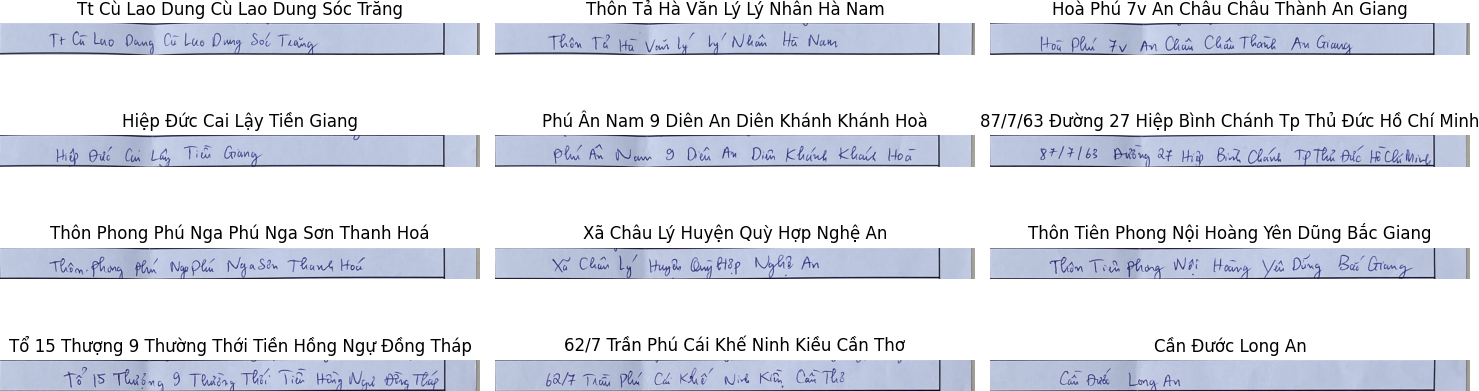 Tt Cù Lao Dung Cù Lao Dung Sóc Trăng
Thôn Tả Hà Văn Lý Lý Nhân Hà Nam
Hoà Phú 7v An Châu Châu Thành An Giang
Tt Cù Lao Dung Cù Lao Dung Sóc Trăng
Thôn Tả Hà Văn Lý Lý Nhân Hà Nam
Hoà Phú 7v An Châu Châu Thành An Giang
Hiệp Đức Cai Lậy Tiền Giang
Phú Ân Nam 9 Diên An Diên Khánh Khánh Hoà
87/7/63 Đường 27 Hiệp Bình Chánh Tp Thủ Đức Hồ Chí Minh
Hiệp Đức Cai Lậy Tiền Giang
Phú Ân Nam 9 Diên An Diên Khánh Khánh Hoà
87/7/63 Đường 27 Hiệp Bình Chánh Tp Thủ Đức Hồ Chí Minh
Thôn Phong Phú Nga Phú Nga Sơn Thanh Hoá
Xã Châu Lý Huyện Quỳ Hợp Nghệ An
Thôn Tiên Phong Nội Hoàng Yên Dũng Bắc Giang
Thôn Phong Phú Nga Phú Nga Sơn Thanh Hoá
Xã Châu Lý Huyện Quỳ Hợp Nghệ An
Thôn Tiên Phong Nội Hoàng Yên Dũng Bắc Giang
Tổ 15 Thượng 9 Thường Thới Tiền Hồng Ngự Đồng Tháp
62/7 Trần Phú Cái Khế Ninh Kiều Cần Thơ
Cần Đước Long An
Tổ 15 Thượng 9 Thường Thới Tiền Hồng Ngự Đồng Tháp
62/7 Trần Phú Cái Khế Ninh Kiều Cần Thơ
Cần Đước Long An